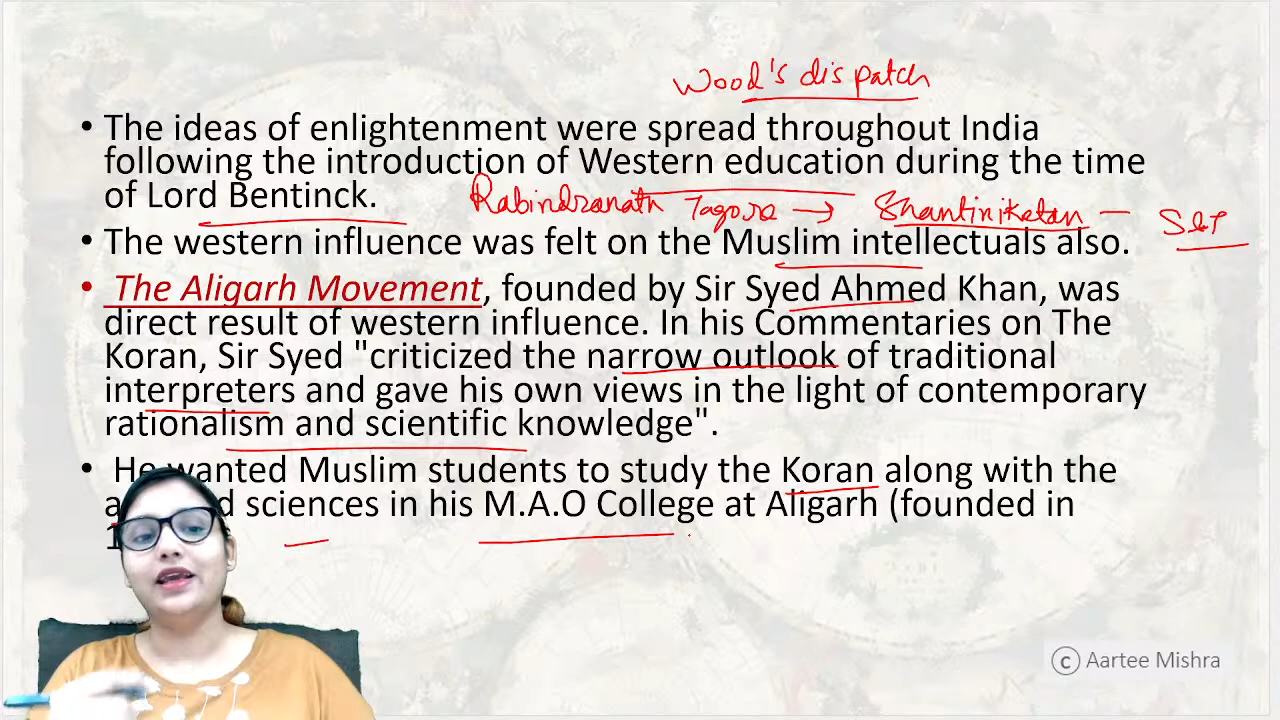 Wood's dispatch
• The ideas of enlightenment were spread throughout India
following the introduction of Western education during the time
of Lord Bentinck.
Rabindranath Tagore → Shantiniketan —
• The western influence was felt on the Muslim intellectuals also.
• The Aligarh Movement, founded by Sir Syed Ahmed Khan, was
direct result of western influence. In his Commentaries on The
Koran, Sir Syed "criticized the narrow outlook of traditional
interpreters and gave his own views in the light of contemporary
rationalism and scientific knowledge".
• He wanted Muslim students to study the Koran along with the
sciences in his M.A.O College at Aligarh (founded in
© Aartee Mishra